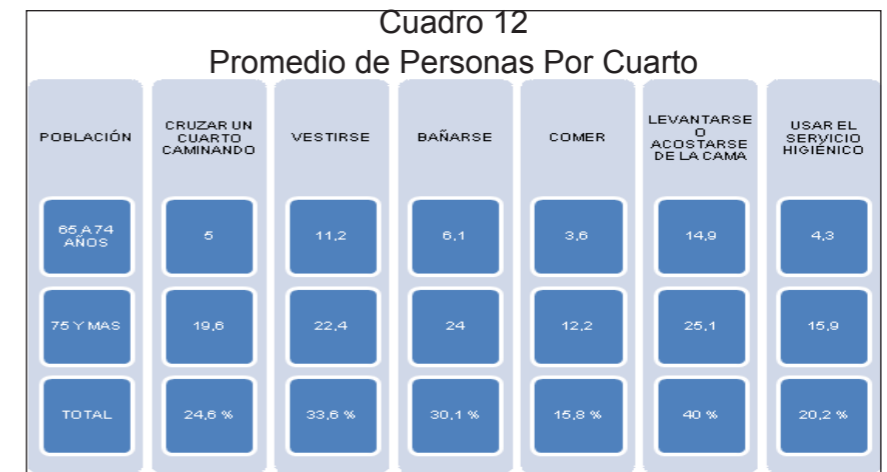 Cuadro 12
Promedio de Personas Por Cuarto
POBLACIÓN
CRUZAR UN
CUARTO
CAMINANDO
VESTIRSE
BAÑARSE
COMER
LEVANTARSE
O
ACOSTARSE
DE LA CAMA
USAR EL
SERVICIO
HIGIÉNICO
65 A 74
AÑOS
5
11,2
6,1
3,6
14,9
4,3
75 Y MAS
19,6
22,4
24
12,2
25,1
15,9
TOTAL
24,6 %
33,6 %
30,1 %
15,8 %
40 %
20,2 %